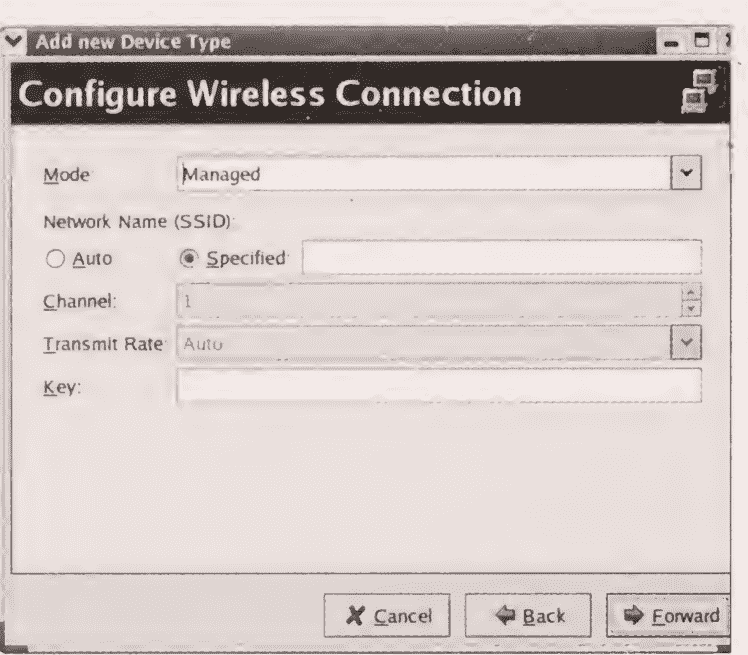 Add new Device Type
Configure Wireless Connection
Mode Managed
Network Name (SSID):
Auto Specified:
Channel: 1
Transmit Rate: Auto
Key:
Cancel Back Forward